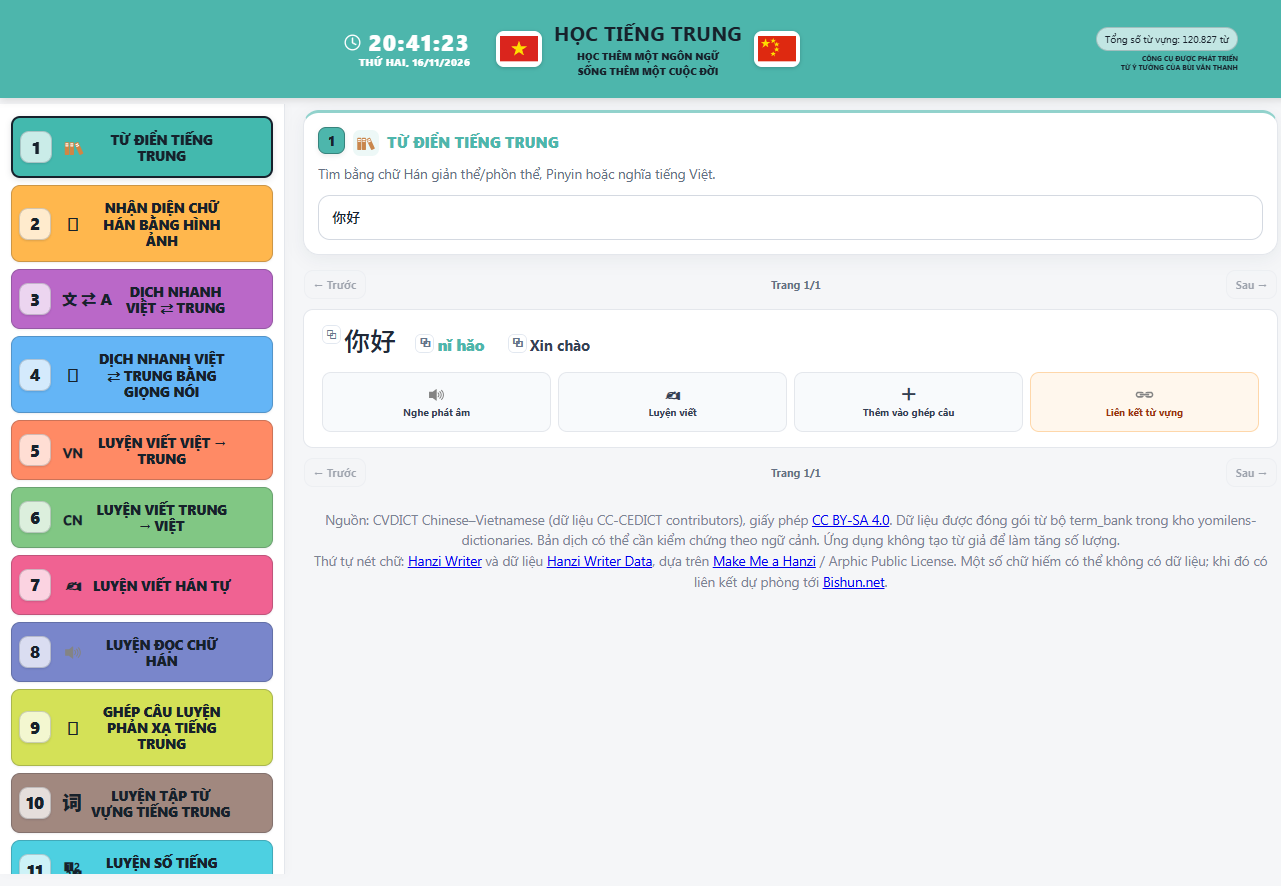 20:41:23
THỨ HAI, 16/11/2026
HỌC TIẾNG TRUNG
HỌC THÊM MỘT NGÔN NGỮ
SỐNG THÊM MỘT CUỘC ĐỜI
Tổng số từ vựng: 120.827 từ
CÔNG CỤ ĐƯỢC PHÁT TRIỂN
TỪ Ý TƯỞNG CỦA BÙI VĂN THANH
1 TỪ ĐIỂN TIẾNG
TRUNG
2 NHẬN DIỆN CHỮ
HÁN BẰNG HÌNH
ẢNH
3 文 ⇄ A DỊCH NHANH
VIỆT ⇄ TRUNG
4 DỊCH NHANH VIỆT
⇄ TRUNG BẰNG
GIỌNG NÓI
5 VN LUYỆN VIẾT VIỆT →
TRUNG
6 CN LUYỆN VIẾT TRUNG
→ VIỆT
7 LUYỆN VIẾT HÁN TỰ
8 LUYỆN ĐỌC CHỮ
HÁN
9 GHÉP CÂU LUYỆN
PHẢN XẠ TIẾNG
TRUNG
10 词 LUYỆN TẬP TỪ
VỰNG TIẾNG TRUNG
11 LUYỆN SỐ TIẾNG
1 TỪ ĐIỂN TIẾNG TRUNG
Tìm bằng chữ Hán giản thể/phồn thể, Pinyin hoặc nghĩa tiếng Việt.
你好
← Trước Trang 1/1 Sau →
你好 nǐ hǎo Xin chào
Nghe phát âm Luyện viết Thêm vào ghép câu Liên kết từ vựng
← Trước Trang 1/1 Sau →
Nguồn: CVDICT Chinese–Vietnamese (dữ liệu CC-CEDICT contributors), giấy phép CC BY-SA 4.0. Dữ liệu được đóng gói từ bộ term_bank trong kho yomilens-
dictionaries. Bản dịch có thể cần kiểm chứng theo ngữ cảnh. Ứng dụng không tạo từ giả để làm tăng số lượng.
Thứ tự nét chữ: Hanzi Writer và dữ liệu Hanzi Writer Data, dựa trên Make Me a Hanzi / Arphic Public License. Một số chữ hiếm có thể không có dữ liệu; khi đó có
liên kết dự phòng tới Bishun.net.